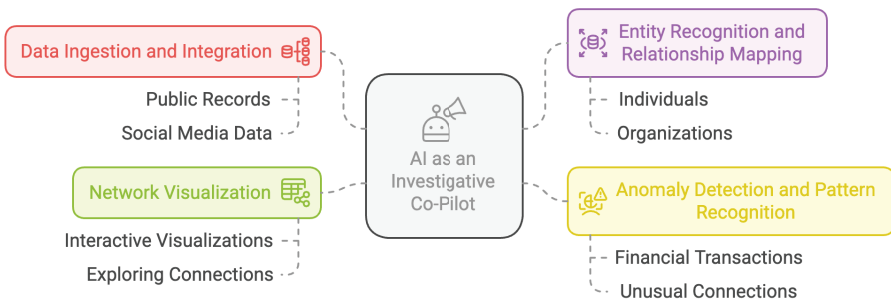 Data Ingestion and Integration
Public Records
Social Media Data
Network Visualization
Interactive Visualizations
Exploring Connections
AI as an
Investigative
Co-Pilot
Entity Recognition and
Relationship Mapping
Individuals
Organizations
Anomaly Detection and Pattern
Recognition
Financial Transactions
Unusual Connections